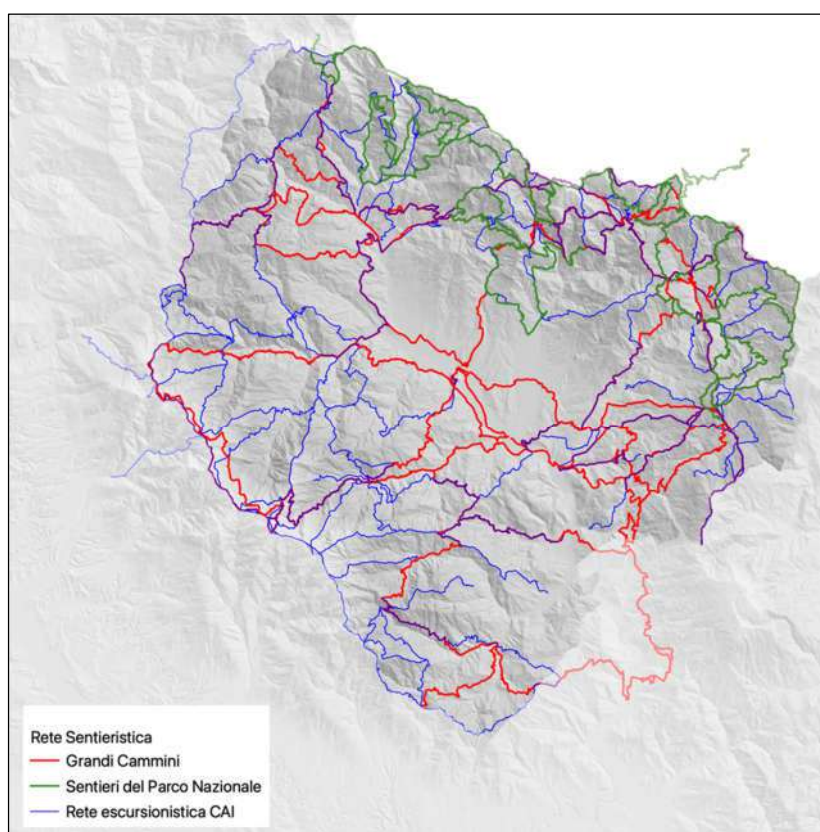 Rete Sentieristica
Grandi Cammini
Sentieri del Parco Nazionale
Rete escursionistica CAI